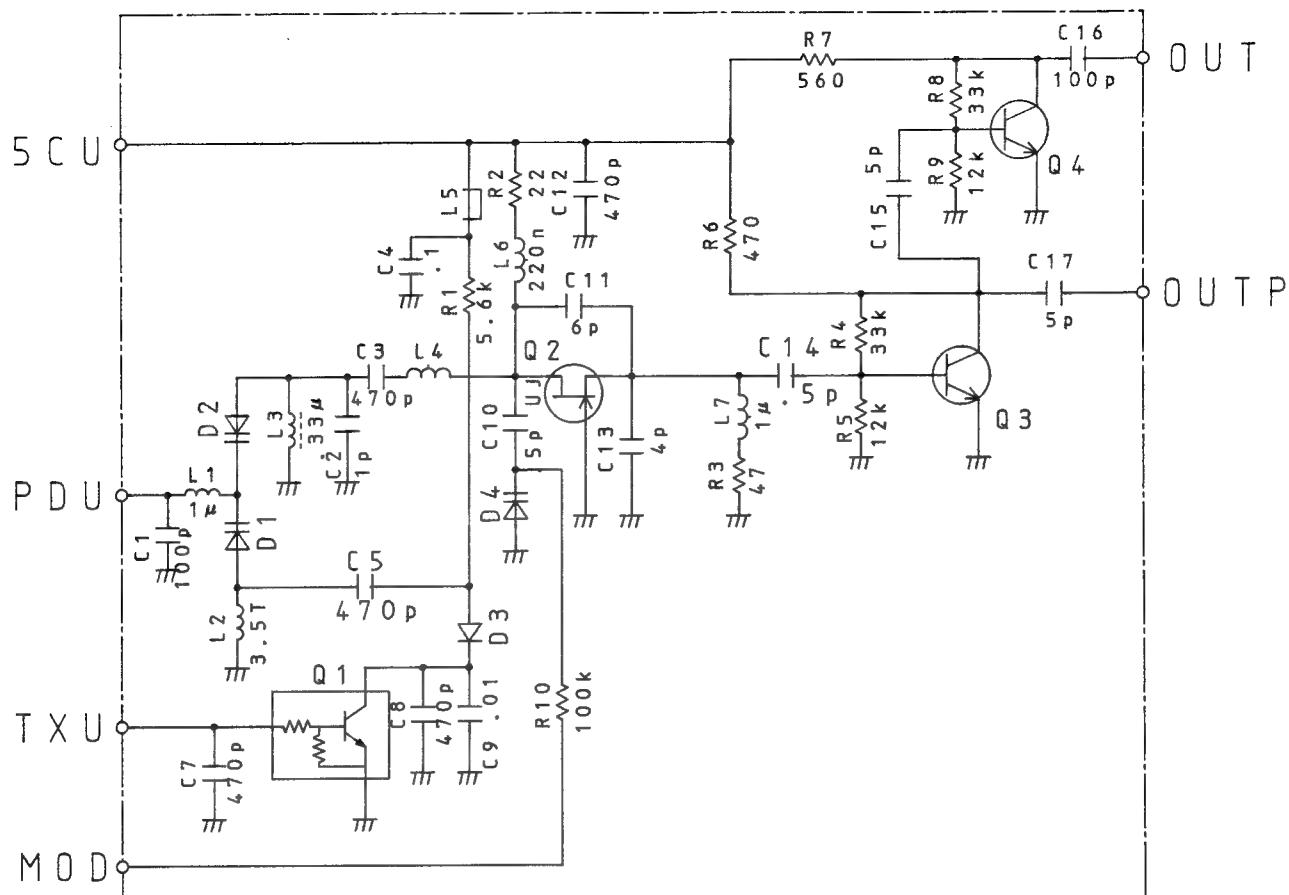 C16
R7
OUT
560
100p
R8
33k
5CU
R2
22
C12
470p
5p
R9
12k
Q4
L5
C15
R6
470
C4
.1
L6
220n
C11
C17
OUTP
R1
5.6k
6p
5p
R4
33k
C3
L4
Q2
UJ
C14
470p
.5p
D2
L3
33μ
C2
1p
C10
5p
C13
4p
L7
1μ
R5
12k
Q3
L1
R3
47
PDU
1μ
D4
D1
C1
100p
C5
470p
L2
3.5T
D3
Q1
R10
100k
TXU
C8
470p
C9
.01
C7
470p
MOD